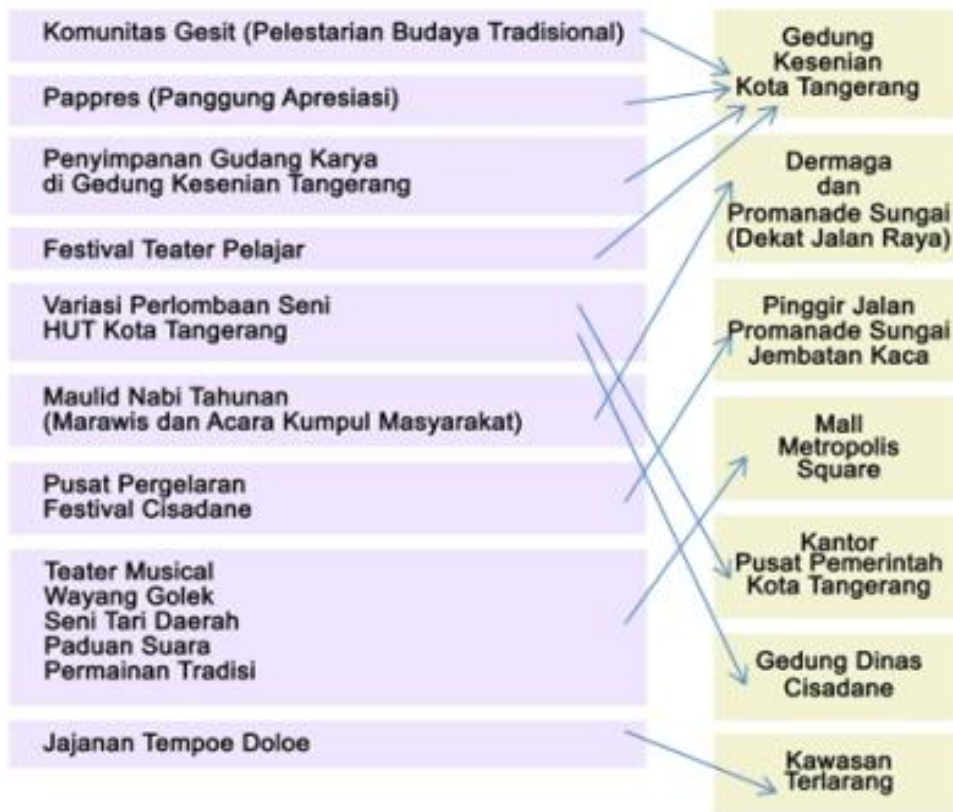 Komunitas Gesit (Pelestarian Budaya Tradisional)
Pappres (Panggung Apresiasi)
Penyimpanan Gudang Karya
di Gedung Kesenian Tangerang
Festival Teater Pelajar
Variasi Perlombaan Seni
HUT Kota Tangerang
Maulid Nabi Tahunan
(Marawis dan Acara Kumpul Masyarakat)
Pusat Pergelaran
Festival Cisadane
Teater Musical
Wayang Golek
Seni Tari Daerah
Paduan Suara
Permainan Tradisi
Jajanan Tempoe Doloe
Gedung
Kesenian
Kota Tangerang
Dermaga
dan
Promanade Sungai
(Dekat Jalan Raya)
Pinggir Jalan
Promanade Sungai
Jembatan Kaca
Mall
Metropolis
Square
Kantor
Pusat Pemerintah
Kota Tangerang
Gedung Dinas
Cisadane
Kawasan
Terlarang